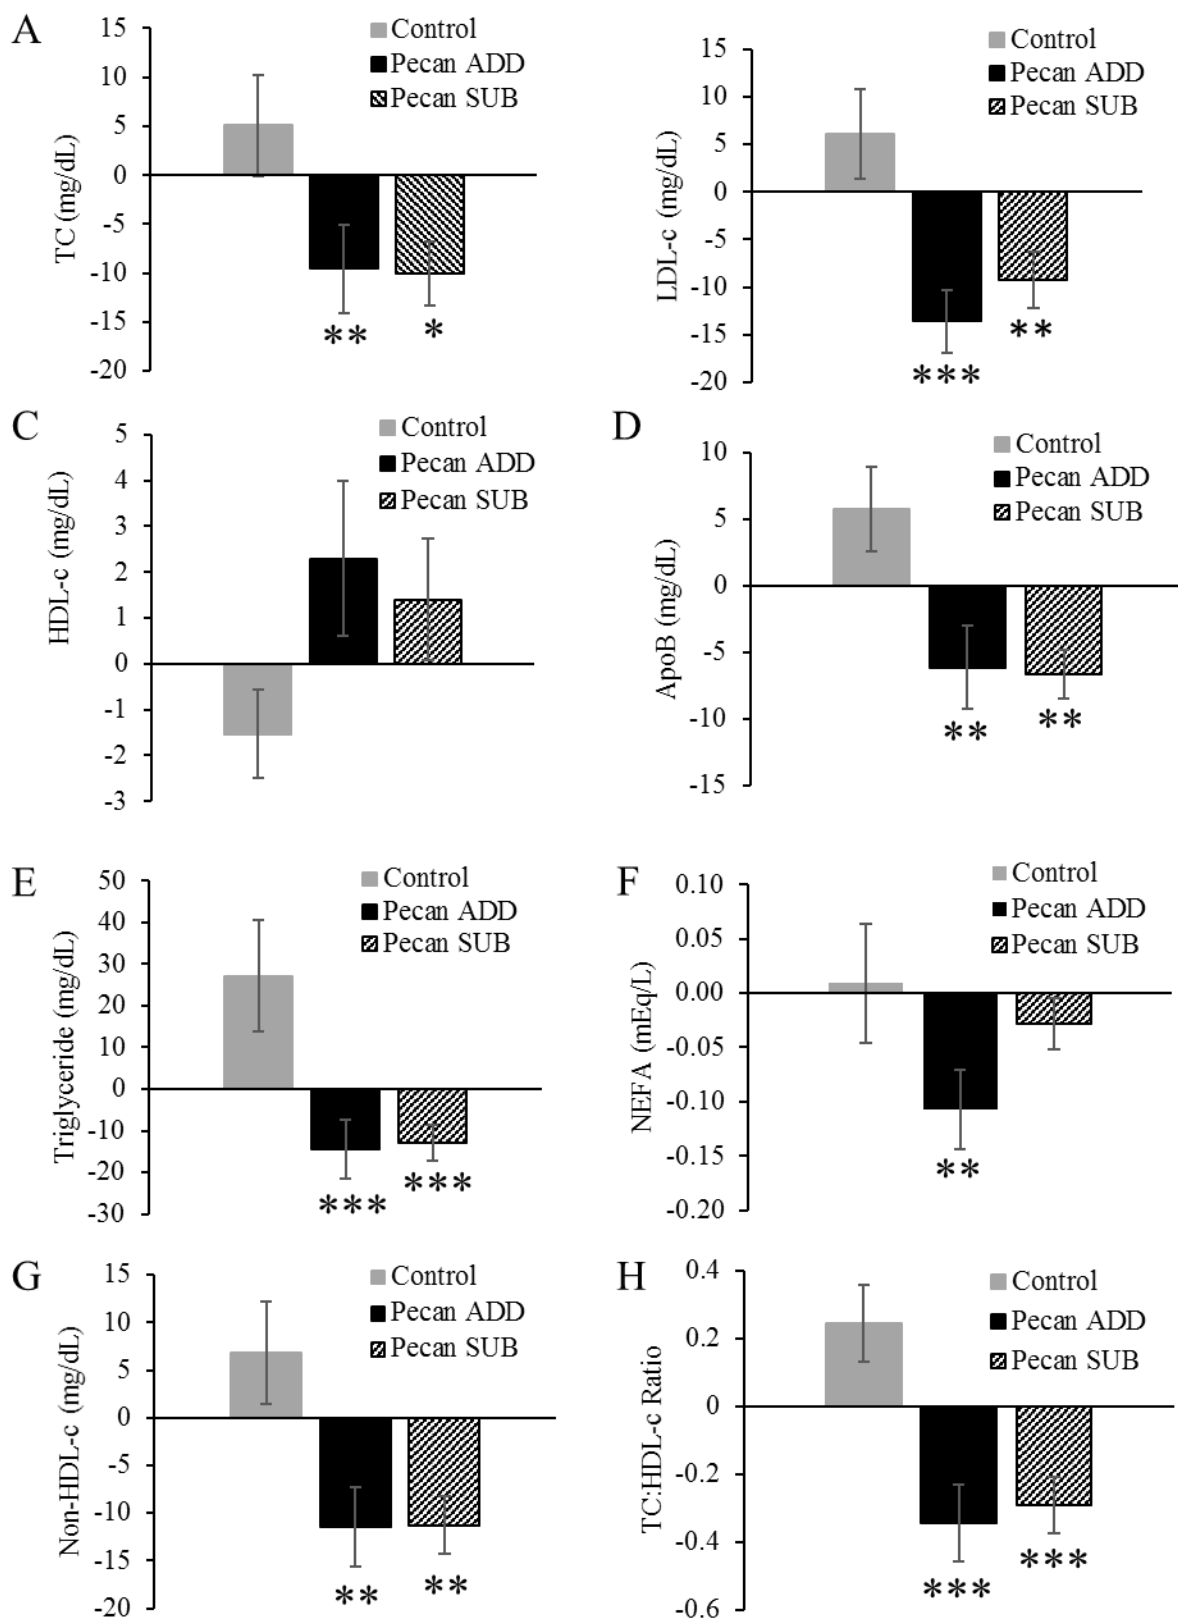 A
TC (mg/dL)
15
10
5
0
-5
-10
-15
-20
Control
Pecan ADD
Pecan SUB
**
*
LDL-c (mg/dL)
15
10
5
0
-5
-10
-15
-20
Control
Pecan ADD
Pecan SUB
***
**
C
HDL-c (mg/dL)
5
4
3
2
1
0
-1
-2
-3
Control
Pecan ADD
Pecan SUB
D
ApoB (mg/dL)
10
5
0
-5
-10
-15
Control
Pecan ADD
Pecan SUB
**
**
E
Triglyceride (mg/dL)
50
40
30
20
10
0
-10
-20
-30
Control
Pecan ADD
Pecan SUB
***
***
F
NEFA (mEq/L)
0.10
0.05
0.00
-0.05
-0.10
-0.15
-0.20
Control
Pecan ADD
Pecan SUB
**
G
Non-HDL-c (mg/dL)
15
10
5
0
-5
-10
-15
-20
Control
Pecan ADD
Pecan SUB
**
**
H
TC:HDL-c Ratio
0.4
0.2
0
-0.2
-0.4
-0.6
Control
Pecan ADD
Pecan SUB
***
***